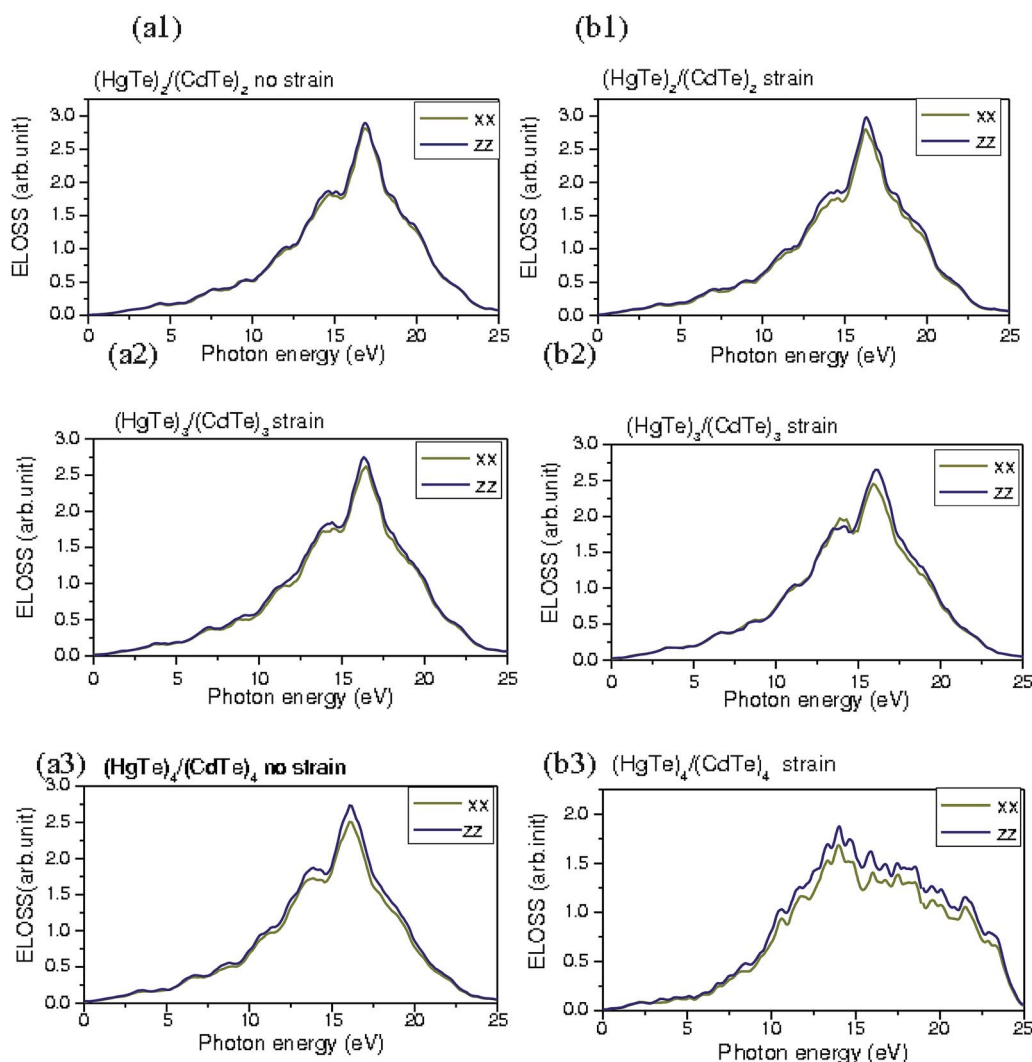 (a1)
(HgTe)2/(CdTe)2 no strain
ELOSS (arb.unit)
3.0
2.5
2.0
1.5
1.0
0.5
0.0
xx
zz
0 5 10 15 20 25
Photon energy (eV)
(b1)
(HgTe)2/(CdTe)2 strain
ELOSS (arb.unit)
3.0
2.5
2.0
1.5
1.0
0.5
0.0
xx
zz
0 5 10 15 20 25
Photon energy (eV)
(a2)
(HgTe)3/(CdTe)3 strain
ELOSS (arb.unit)
3.0
2.5
2.0
1.5
1.0
0.5
0.0
xx
zz
0 5 10 15 20 25
Photon energy (eV)
(b2)
(HgTe)3/(CdTe)3 strain
ELOSS (arb.unit)
3.0
2.5
2.0
1.5
1.0
0.5
0.0
xx
zz
0 5 10 15 20 25
Photon energy (eV)
(a3)
(HgTe)4/(CdTe)4 no strain
ELOSS(arb.unit)
3.0
2.5
2.0
1.5
1.0
0.5
0.0
xx
zz
0 5 10 15 20 25
Photon energy (eV)
(b3)
(HgTe)4/(CdTe)4 strain
ELOSS (arb.init)
2.0
1.5
1.0
0.5
0.0
xx
zz
0 5 10 15 20 25
Photon energy (eV)